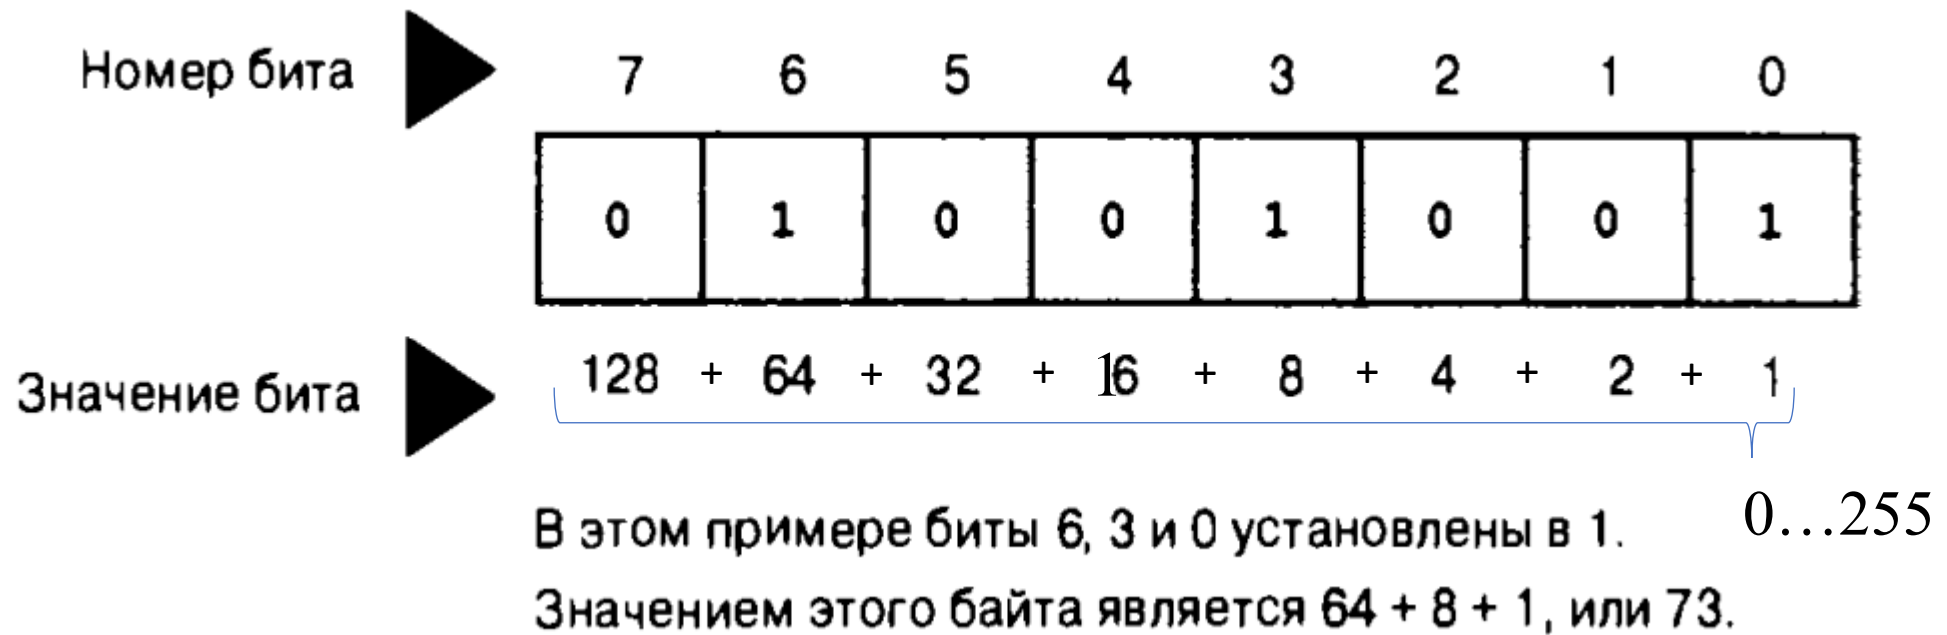 Номер бита 7 6 5 4 3 2 1 0
0 1 0 0 1 0 0 1
Значение бита 128 + 64 + 32 + 16 + 8 + 4 + 2 + 1
0...255
В этом примере биты 6, 3 и 0 установлены в 1.
Значением этого байта является 64 + 8 + 1, или 73.